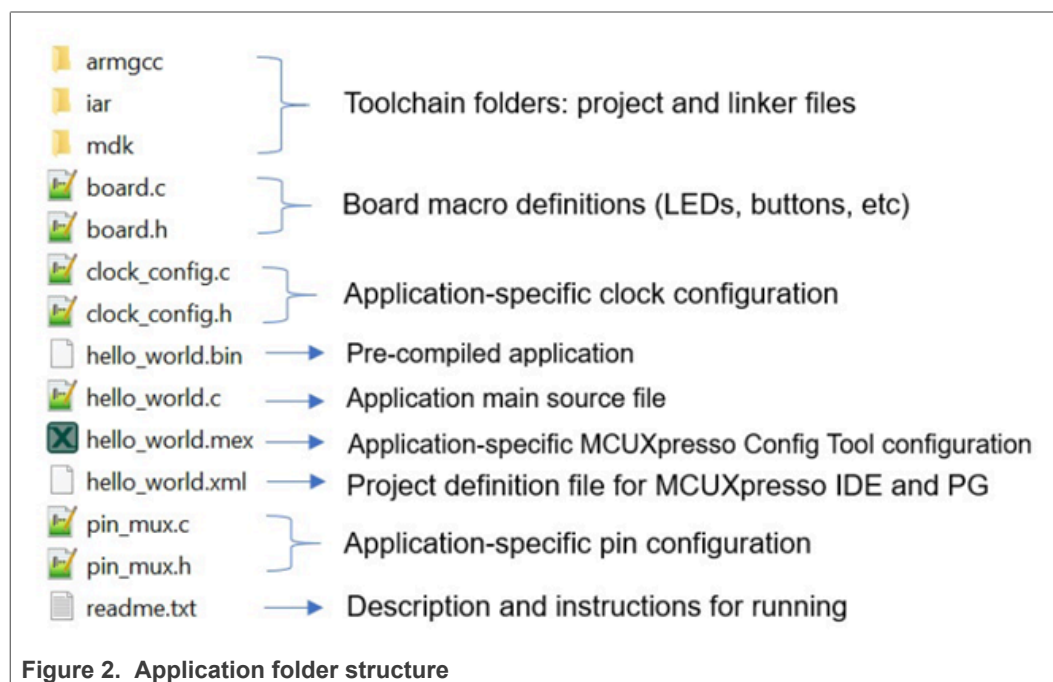 armgcc
iar
mdk
Toolchain folders: project and linker files
board.c
board.h
Board macro definitions (LEDs, buttons, etc)
clock_config.c
clock_config.h
Application-specific clock configuration
hello_world.bin Pre-compiled application
hello_world.c Application main source file
hello_world.mex Application-specific MCUXpresso Config Tool configuration
hello_world.xml Project definition file for MCUXpresso IDE and PG
pin_mux.c
pin_mux.h
Application-specific pin configuration
readme.txt Description and instructions for running
Figure 2. Application folder structure